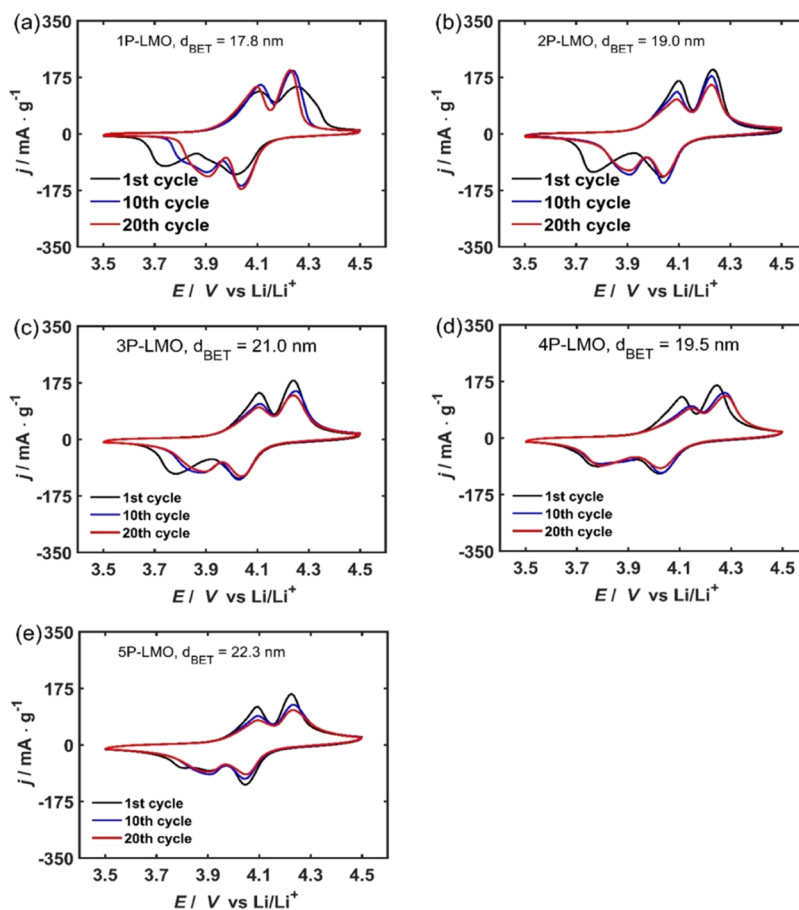 (a)
1P-LMO, d_BET = 17.8 nm
350
175
0
-175
-350
j / mA · g⁻¹
1st cycle
10th cycle
20th cycle
3.5 3.7 3.9 4.1 4.3 4.5
E / V vs Li/Li⁺
(b)
2P-LMO, d_BET = 19.0 nm
350
175
0
-175
-350
j / mA · g⁻¹
1st cycle
10th cycle
20th cycle
3.5 3.7 3.9 4.1 4.3 4.5
E / V vs Li/Li⁺
(c)
3P-LMO, d_BET = 21.0 nm
350
175
0
-175
-350
j / mA · g⁻¹
1st cycle
10th cycle
20th cycle
3.5 3.7 3.9 4.1 4.3 4.5
E / V vs Li/Li⁺
(d)
4P-LMO, d_BET = 19.5 nm
350
175
0
-175
-350
j / mA · g⁻¹
1st cycle
10th cycle
20th cycle
3.5 3.7 3.9 4.1 4.3 4.5
E / V vs Li/Li⁺
(e)
5P-LMO, d_BET = 22.3 nm
350
175
0
-175
-350
j / mA · g⁻¹
1st cycle
10th cycle
20th cycle
3.5 3.7 3.9 4.1 4.3 4.5
E / V vs Li/Li⁺